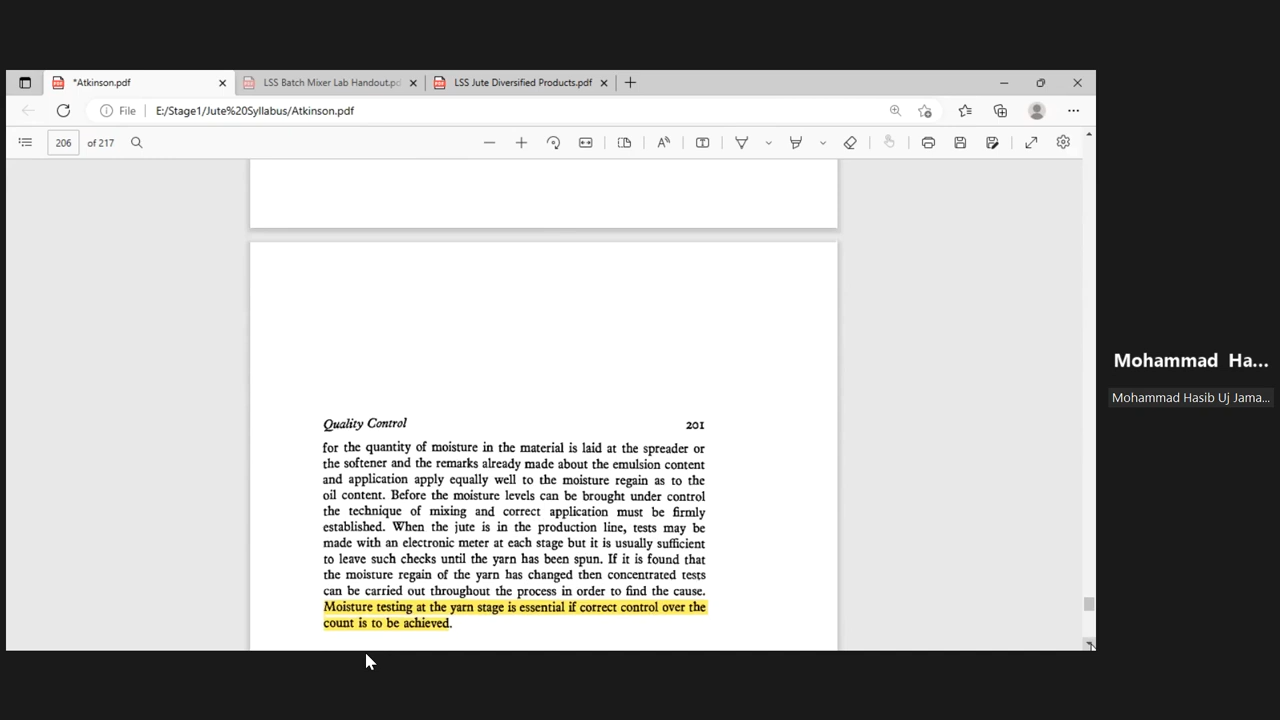 *Atkinson.pdf
LSS Batch Mixer Lab Handout.pd
LSS Jute Diversified Products.pdf
File
E:/Stage1/Jute%20Syllabus/Atkinson.pdf
206 of 217
Quality Control
201
for the quantity of moisture in the material is laid at the spreader or
the softener and the remarks already made about the emulsion content
and application apply equally well to the moisture regain as to the
oil content. Before the moisture levels can be brought under control
the technique of mixing and correct application must be firmly
established. When the jute is in the production line, tests may be
made with an electronic meter at each stage but it is usually sufficient
to leave such checks until the yarn has been spun. If it is found that
the moisture regain of the yarn has changed then concentrated tests
can be carried out throughout the process in order to find the cause.
Moisture testing at the yarn stage is essential if correct control over the
count is to be achieved.
Mohammad Ha...
Mohammad Hasib Uj Jama...